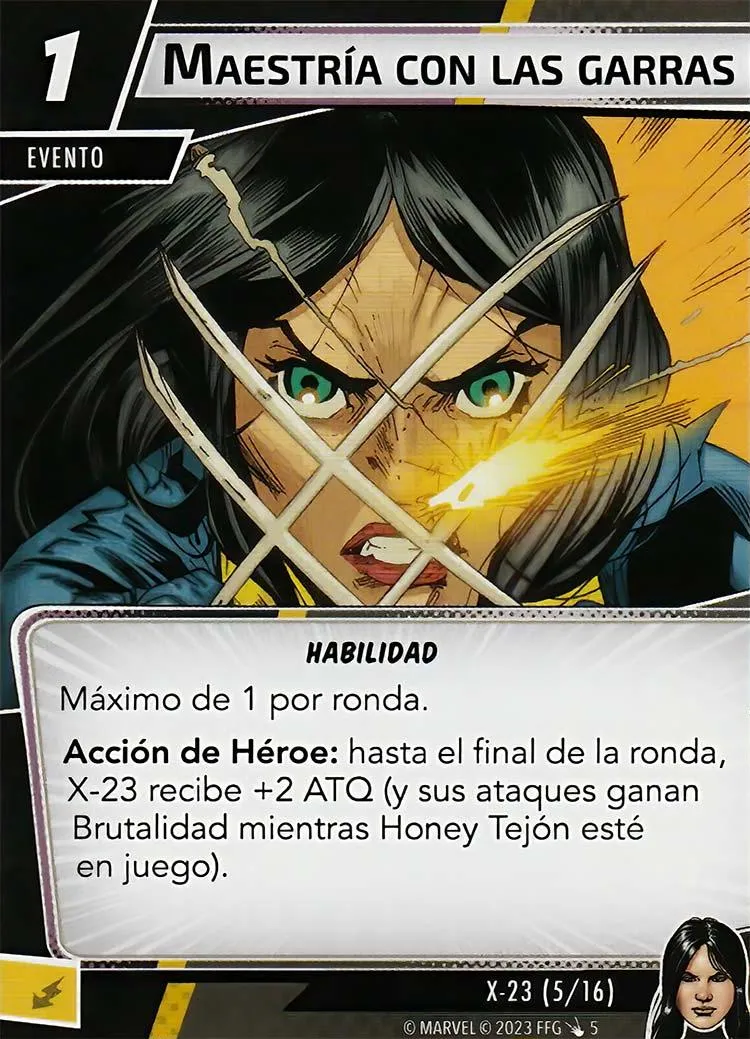 1
MAESTRÍA CON LAS GARRAS
EVENTO
HABILIDAD
Máximo de 1 por ronda.
Acción de Héroe: hasta el final de la ronda,
X-23 recibe +2 ATQ (y sus ataques ganan
Brutalidad mientras Honey Tejón esté
en juego).
X-23 (5/16)
© MARVEL © 2023 FFG 5